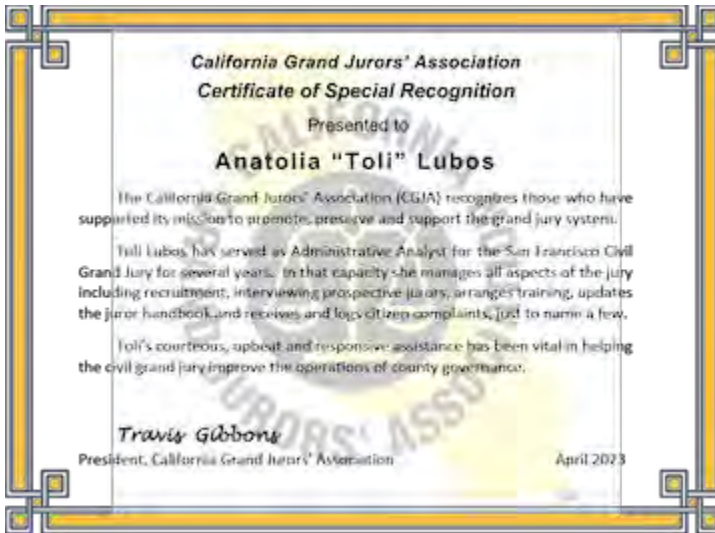 California Grand Jurors' Association
Certificate of Special Recognition
Presented to
Anatolia "Toli" Lubos
The California Grand Jurors' Association (CGJA) recognizes those who have
supported its mission to promote, preserve and support the grand jury system.
Toli Lubos has served as Administrative Analyst for the San Francisco Civil
Grand Jury for several years. In that capacity she manages all aspects of the jury
including recruitment, interviewing prospective jurors, arranges training, updates
the juror handbook and receives and logs citizen complaints, just to name a few.
Toli's courteous, upbeat and responsive assistance has been vital in helping
the civil grand jury improve the operations of county governance.
Travis Gibbons
President, California Grand Jurors' Association April 2023
CALIFORNIA
JURORS' ASSO